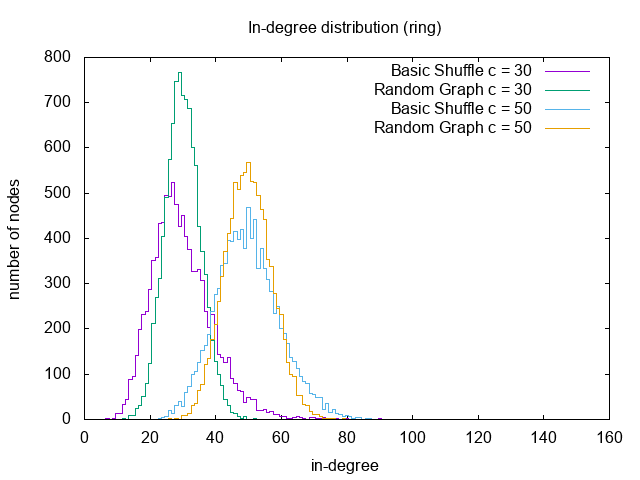 In-degree distribution (ring)
Basic Shuffle c = 30
Random Graph c = 30
Basic Shuffle c = 50
Random Graph c = 50
number of nodes
800
700
600
500
400
300
200
100
0
0 20 40 60 80 100 120 140 160
in-degree